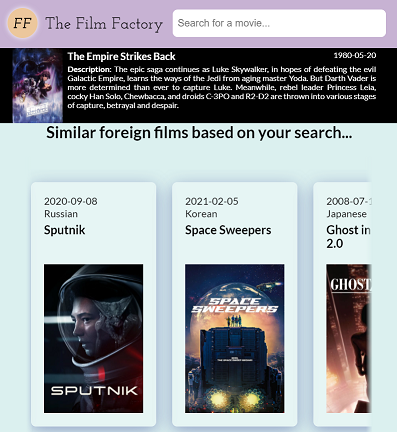 FF The Film Factory Search for a movie...
The Empire Strikes Back 1980-05-20
Description: The epic saga continues as Luke Skywalker, in hopes of defeating the evil
Galactic Empire, learns the ways of the Jedi from aging master Yoda. But Darth Vader is
more determined than ever to capture Luke. Meanwhile, rebel leader Princess Leia,
cocky Han Solo, Chewbacca, and droids C-3PO and R2-D2 are thrown into various stages
of capture, betrayal and despair.
Similar foreign films based on your search...
2020-09-08
Russian
Sputnik
SPUTNIK
2021-02-05
Korean
Space Sweepers
SPACE
SWEEPERS
2008-07-1
Japanese
Ghost in
2.0
GHOST